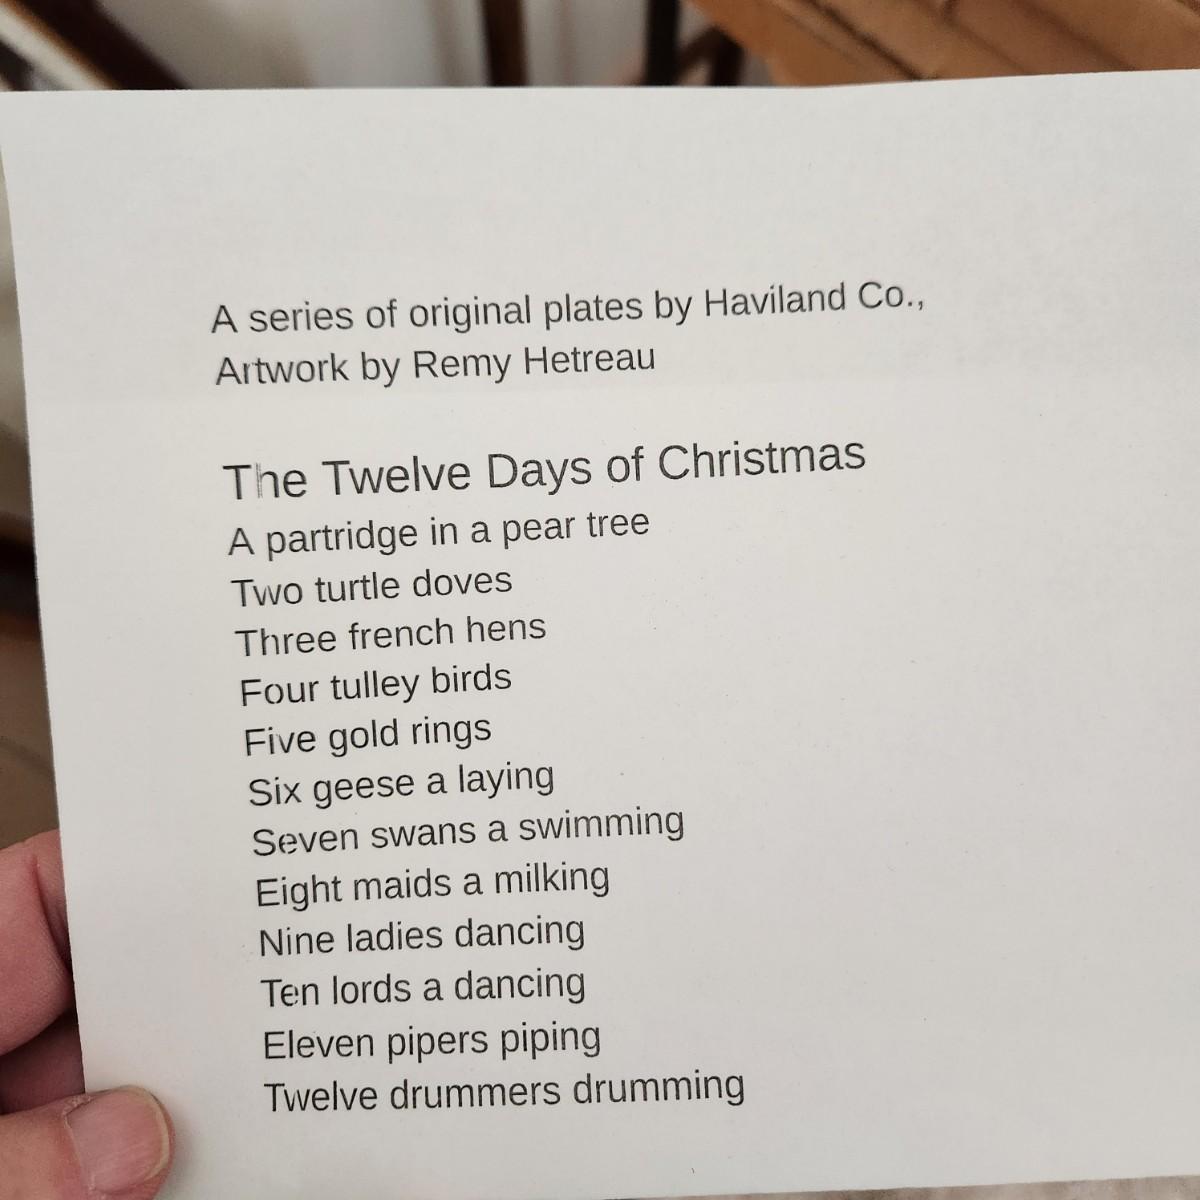 A series of original plates by Haviland Co.,
Artwork by Remy Hetreau
The Twelve Days of Christmas
A partridge in a pear tree
Two turtle doves
Three french hens
Four tulley birds
Five gold rings
Six geese a laying
Seven swans a swimming
Eight maids a milking
Nine ladies dancing
Ten lords a dancing
Eleven pipers piping
Twelve drummers drumming